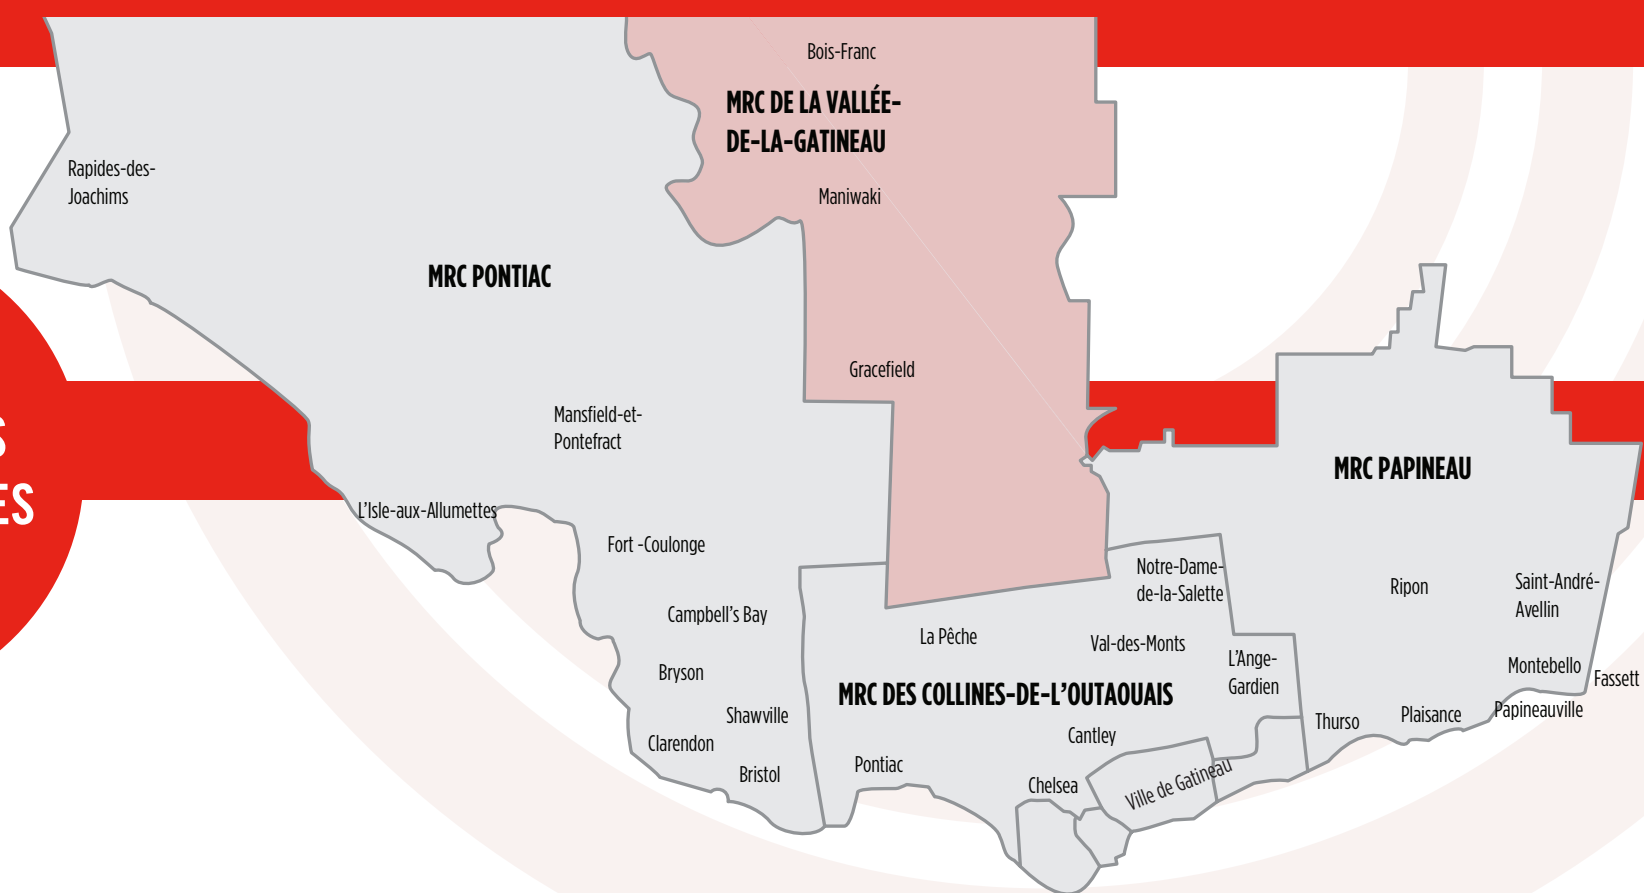 Bois-Franc
MRC DE LA VALLÉE-
DE-LA-GATINEAU
Rapides-des-
Joachims
Maniwaki
MRC PONTIAC
Gracefield
Mansfield-et-
Pontefract
S
ES
MRC PAPINEAU
L'Isle-aux-Allumettes
Fort -Coulonge
Notre-Dame-
de-la-Salette
Ripon
Saint-André-
Avellin
Campbell's Bay
La Pêche
Val-des-Monts
L'Ange-
Gardien
Montebello
Fassett
Bryson
MRC DES COLLINES-DE-L'OUTAOUAIS
Shawville
Thurso
Plaisance
Papineauville
Clarendon
Cantley
Bristol
Pontiac
Chelsea
Ville de Gatineau